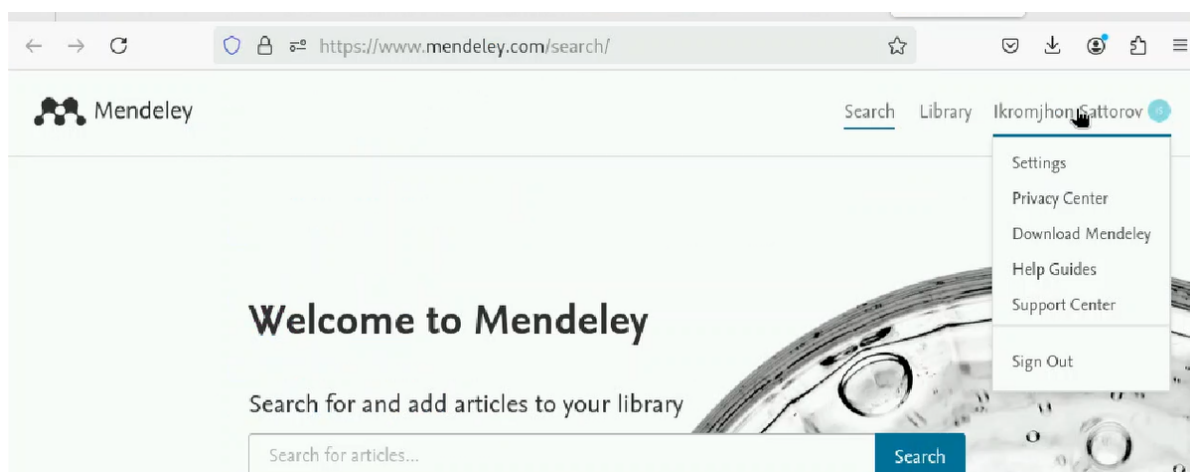 https://www.mendeley.com/search/
Mendeley
Search Library Ikromjhon Sattorov
Settings
Privacy Center
Download Mendeley
Help Guides
Support Center
Sign Out
Welcome to Mendeley
Search for and add articles to your library
Search for articles... Search